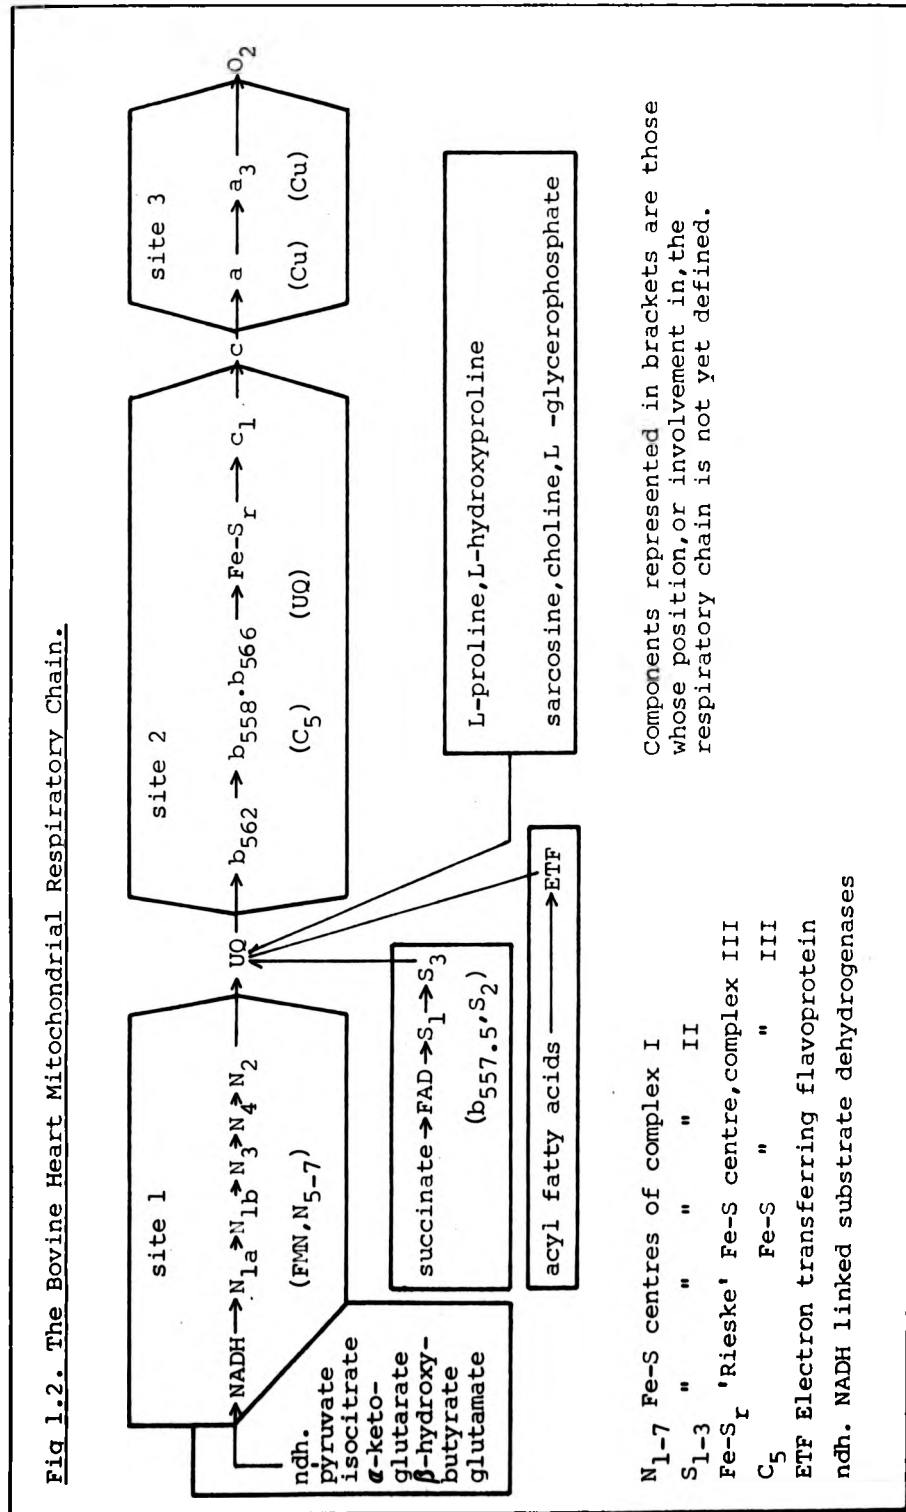 Fig 1.2. The Bovine Heart Mitochondrial Respiratory Chain.
site 1
NADH→N1a→N1b→N3→N4→N2
(FMN,N5-7)
→UQ→
site 2
b562→b558·b566→Fe-Sr→c1
(C5) (UQ)
→c→
site 3
a→a3→O2
(Cu) (Cu)
ndh.
pyruvate
isocitrate
α-keto-
glutarate
β-hydroxy-
butyrate
glutamate
succinate→FAD→S1→S3
(b557.5,S2)
acyl fatty acids→ETF
L-proline,L-hydroxyproline
sarcosine,choline,L -glycerophosphate
N1-7 Fe-S centres of complex I
S1-3 " " " " II
Fe-Sr 'Rieske' Fe-S centre,complex III
C5 Fe-S " " III
ETF Electron transferring flavoprotein
ndh. NADH linked substrate dehydrogenases
Components represented in brackets are those
whose position,or involvement in,the
respiratory chain is not yet defined.